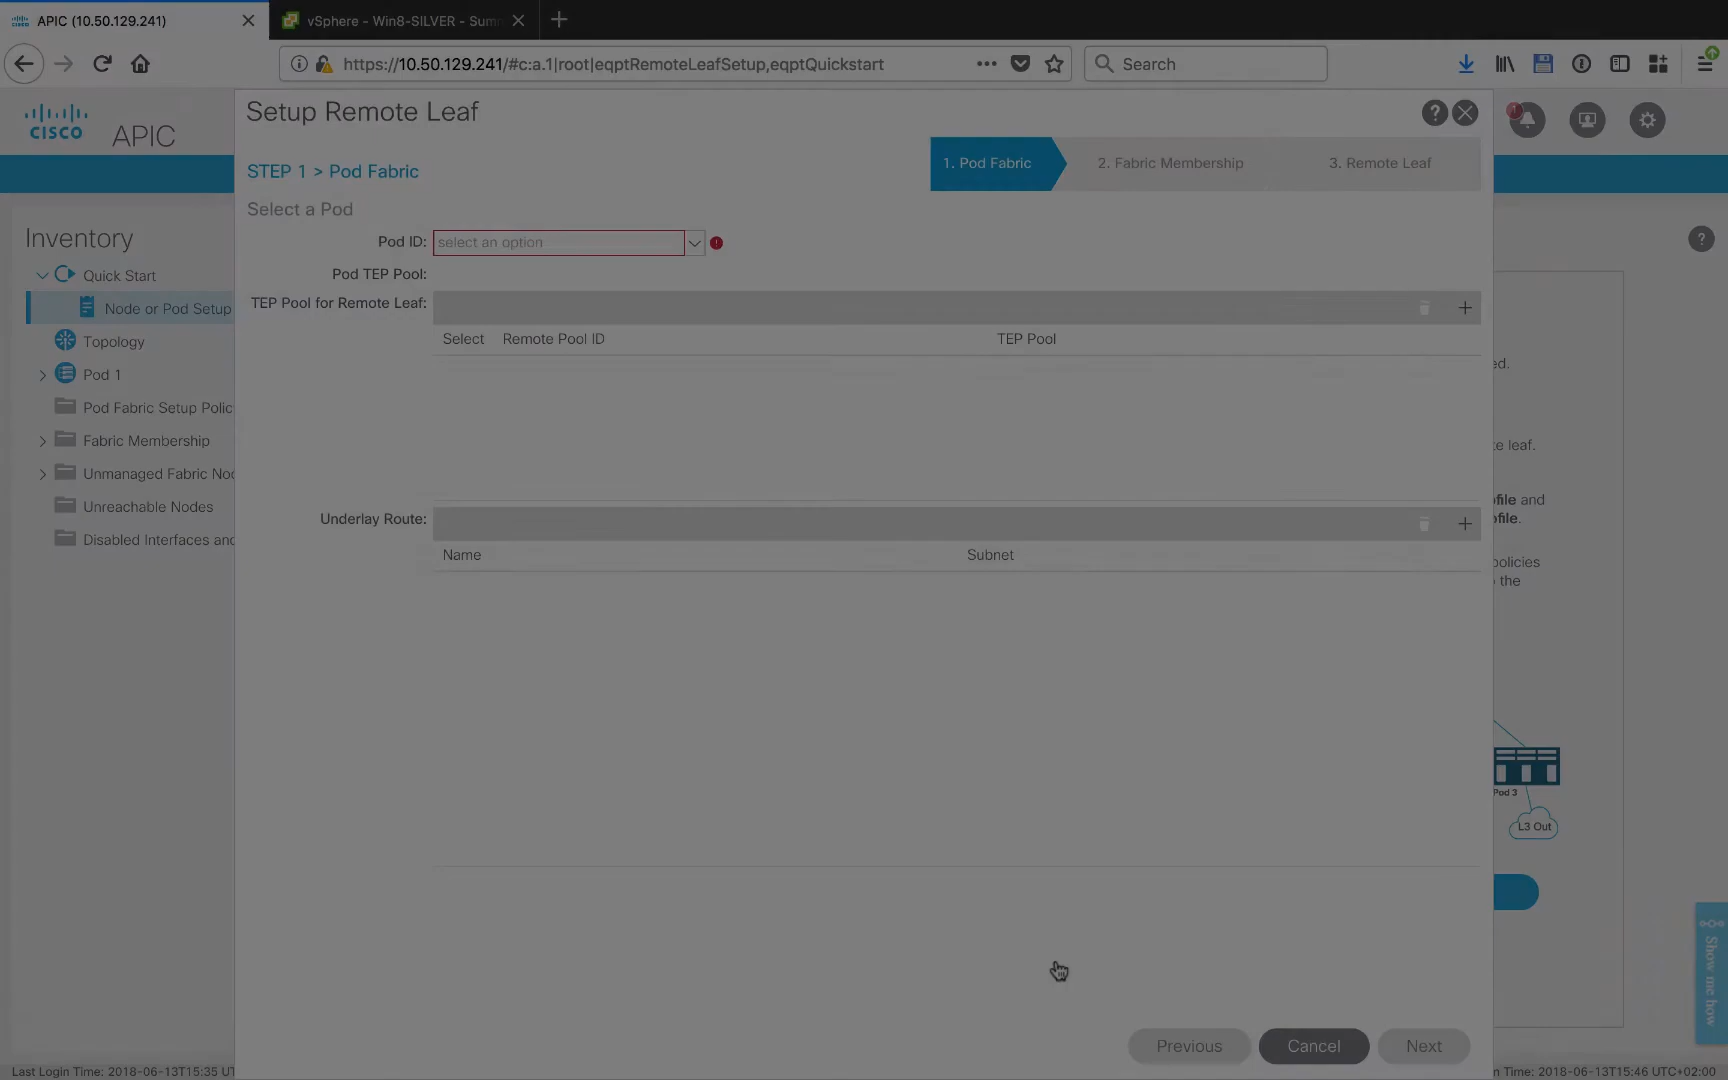 APIC (10.50.129.241)
vSphere - Win8-SILVER - Sum
https://10.50.129.241/#c:a.1|root|eqptRemoteLeafSetup,eqptQuickstart
Search
CISCO
APIC
Setup Remote Leaf
?
1
STEP 1 > Pod Fabric
1. Pod Fabric
2. Fabric Membership
3. Remote Leaf
Select a Pod
Inventory
Pod ID:
select an option
!
?
Quick Start
Pod TEP Pool:
Node or Pod Setup
TEP Pool for Remote Leaf:
Select
Remote Pool ID
TEP Pool
Topology
ed.
Pod 1
Pod Fabric Setup Polic
Fabric Membership
te leaf.
Unmanaged Fabric Noc
ofile and
Unreachable Nodes
Underlay Route:
ofile.
Disabled Interfaces and
Name
Subnet
policies
o the
Pod 3
L3 Out
Show me how
Previous
Cancel
Next
Last Login Time: 2018-06-13T15:35 UT
n Time: 2018-06-13T15:46 UTC+02:00